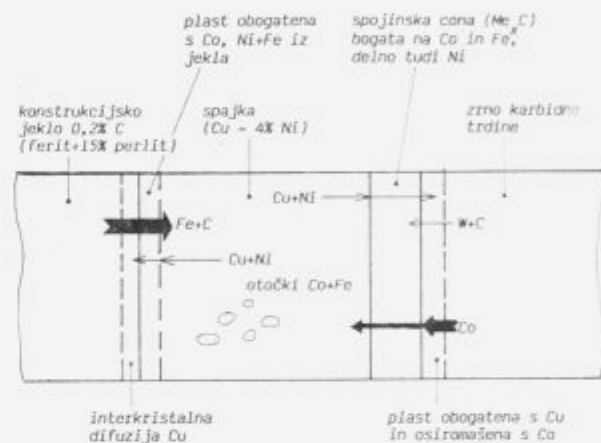 plast obogatena
s Co, Ni+Fe iz
jekla
spojinska cona (MeₓC)
bogata na Co in Fe,
delno tudi Ni
konstrukcijsko
jeklo 0,2% C
(ferit+15% perlit)
spajka
(Cu - 4% Ni)
zrno karbidne
trdine
Cu+Ni
Fe+C
W+C
Cu+Ni
otočki Co+Fe
Co
interkristalna
difuzija Cu
plast obogatena s Cu
in osiromašena s Co